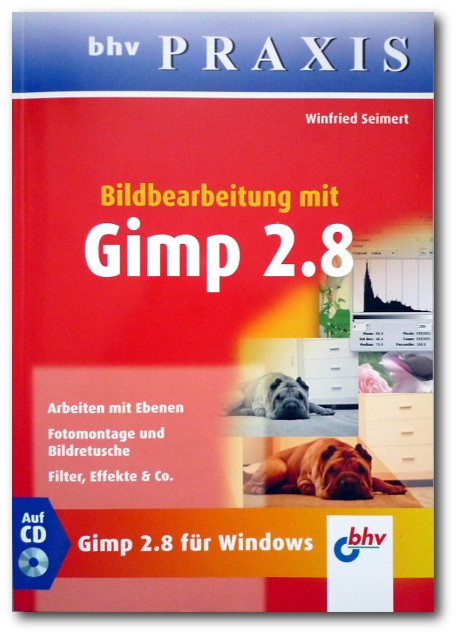 bhv PRAXIS
Winfried Seimert
Bildbearbeitung mit
Gimp 2.8
Arbeiten mit Ebenen
Fotomontage und
Bildretusche
Filter, Effekte & Co.
Auf
CD
Gimp 2.8 für Windows
bhv